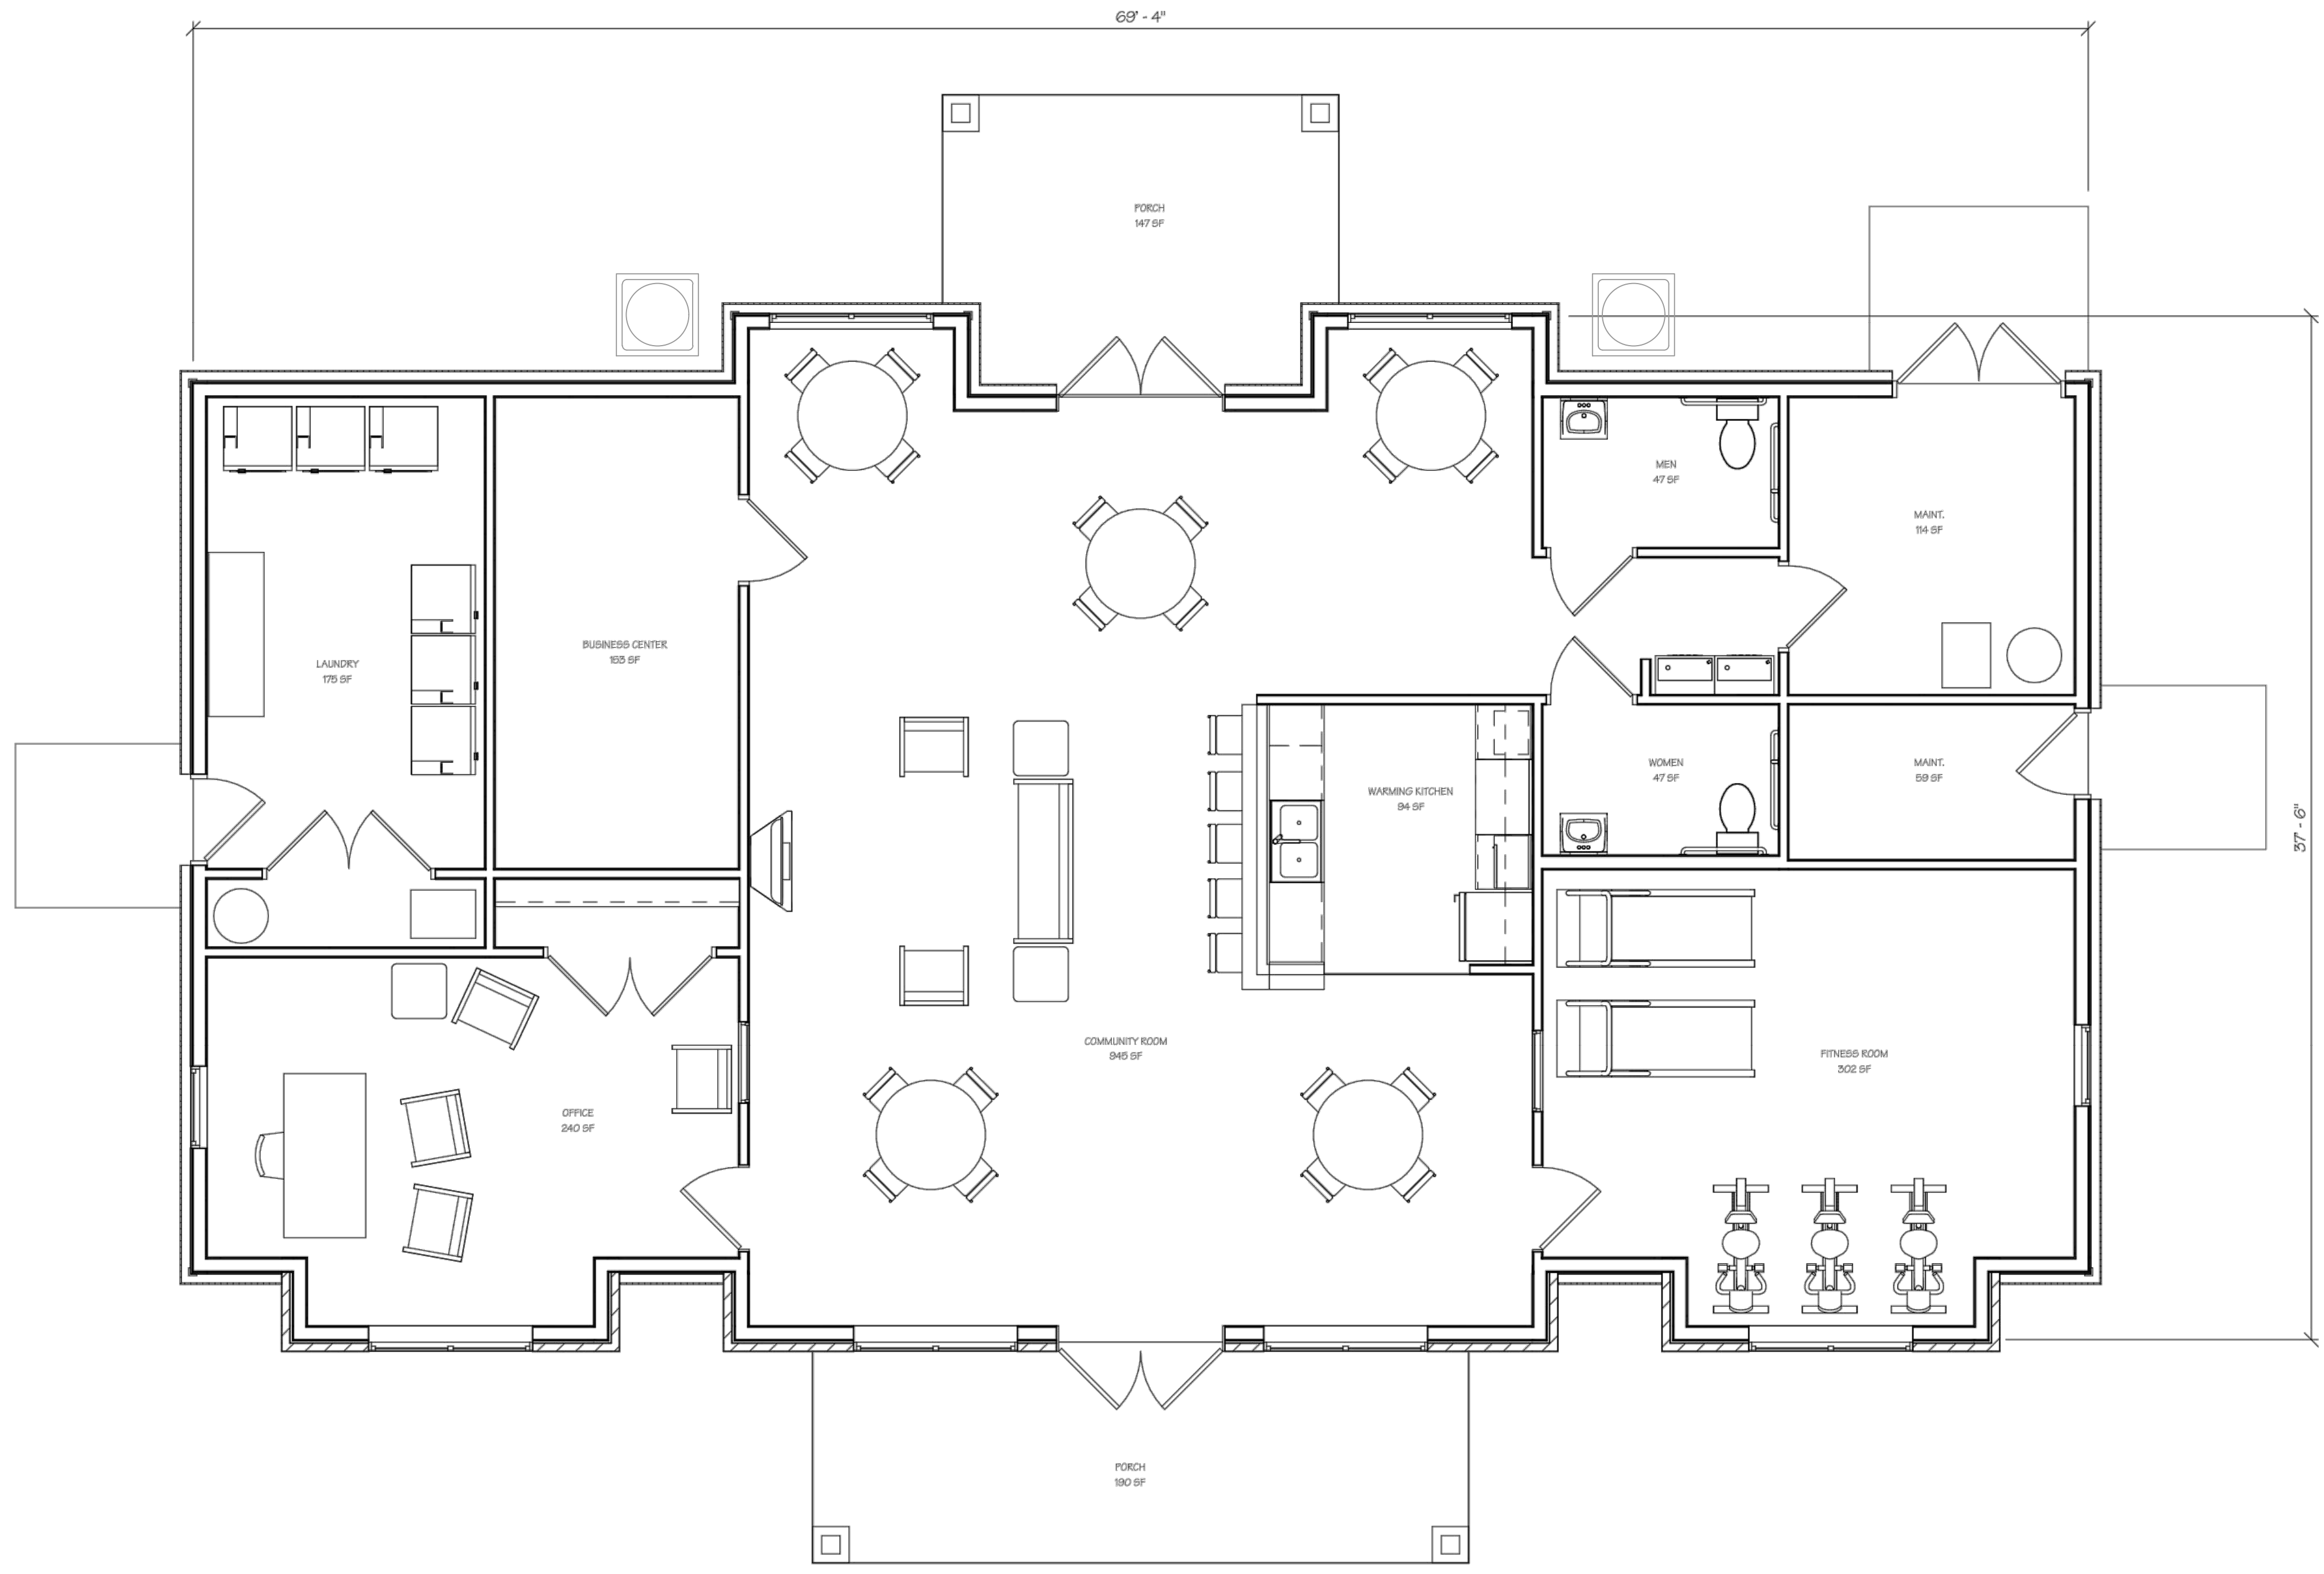 69' - 4"
PORCH
147 SF
MEN
47 SF
MAINT.
114 SF
BUSINESS CENTER
153 SF
LAUNDRY
175 SF
WOMEN
47 SF
MAINT.
59 SF
WARMING KITCHEN
94 SF
37' - 6"
COMMUNITY ROOM
945 SF
FITNESS ROOM
302 SF
OFFICE
240 SF
PORCH
190 SF